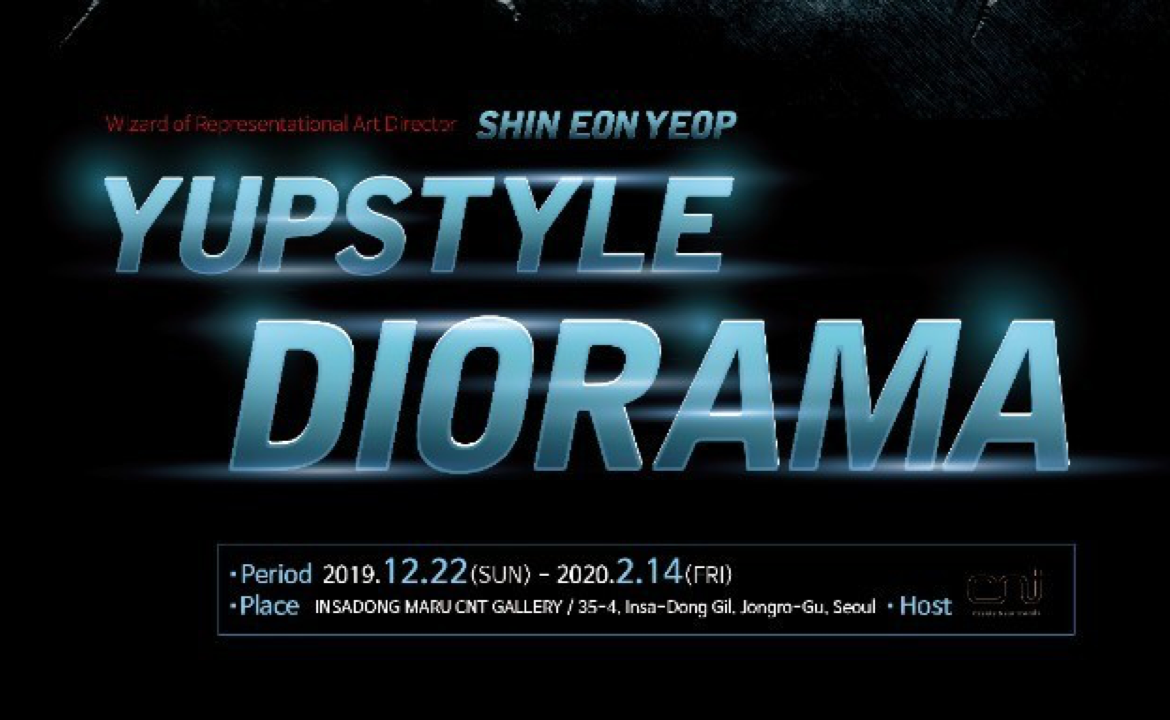 Wizard of Representational Art Director SHIN EON YEOP
YUPSTYLE
DIORAMA
•Period 2019.12.22(SUN) - 2020.2.14(FRI)
•Place INSADONG MARU CNT GALLERY / 35-4, Insa-Dong Gil. Jongro-Gu, Seoul •Host